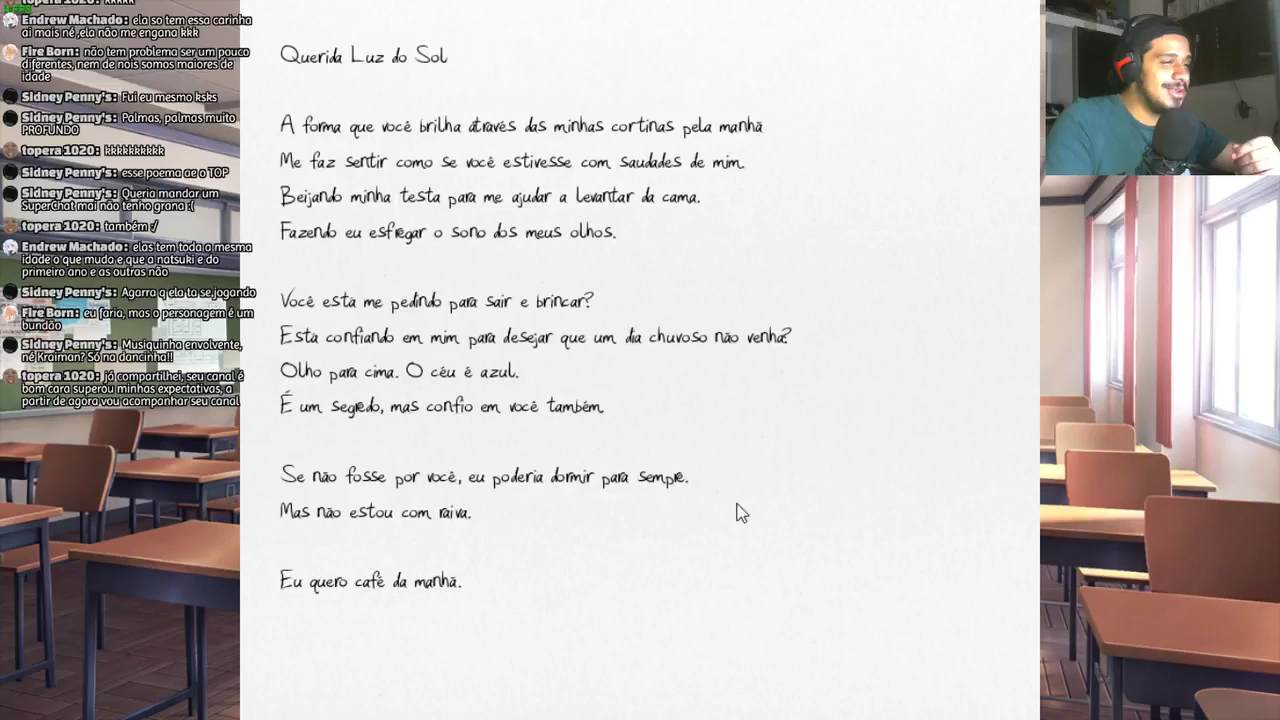 topera 1020: kkkkk
Endrew Machado: ela so tem essa carinha
ai mais né ,ela não me engana kkk
Fire Born: não tem problema ser um pouco
diferentes, nem de nois somos maiores de
idade
Sidney Penny's: Fui eu mesmo ksks
Sidney Penny's: Palmas, palmas muito
PROFUNDO
topera 1020: kkkkkkkkkk
Sidney Penny's: esse poema ae o TOP
Sidney Penny's: Queria mandar um
SuperChat mai não tenho grana :(
topera 1020: também :/
Endrew Machado: elas tem toda a mesma
idade o que muda e que a natsuki e do
primeiro ano e as outras não
Sidney Penny's: Agarra q ela ta se jogando
Fire Born: eu faria, mas o personagem é um
bundão
Sidney Penny's: Musiquinha envolvente,
né Kraiman? Só na dancinha!!
topera 1020: já compartilhei, seu canal é
bom cara superou minhas expectativas, a
partir de agora vou acompanhar seu canal
Querida Luz do Sol
A forma que você brilha através das minhas cortinas pela manhã
Me faz sentir como se você estivesse com saudades de mim.
Beijando minha testa para me ajudar a levantar da cama.
Fazendo eu esfregar o sono dos meus olhos.
Você está me pedindo para sair e brincar?
Está confiando em mim para desejar que um dia chuvoso não venha?
Olho para cima. O céu é azul.
É um segredo, mas confio em você também.
Se não fosse por você, eu poderia dormir para sempre.
Mas não estou com raiva.
Eu quero café da manhã.